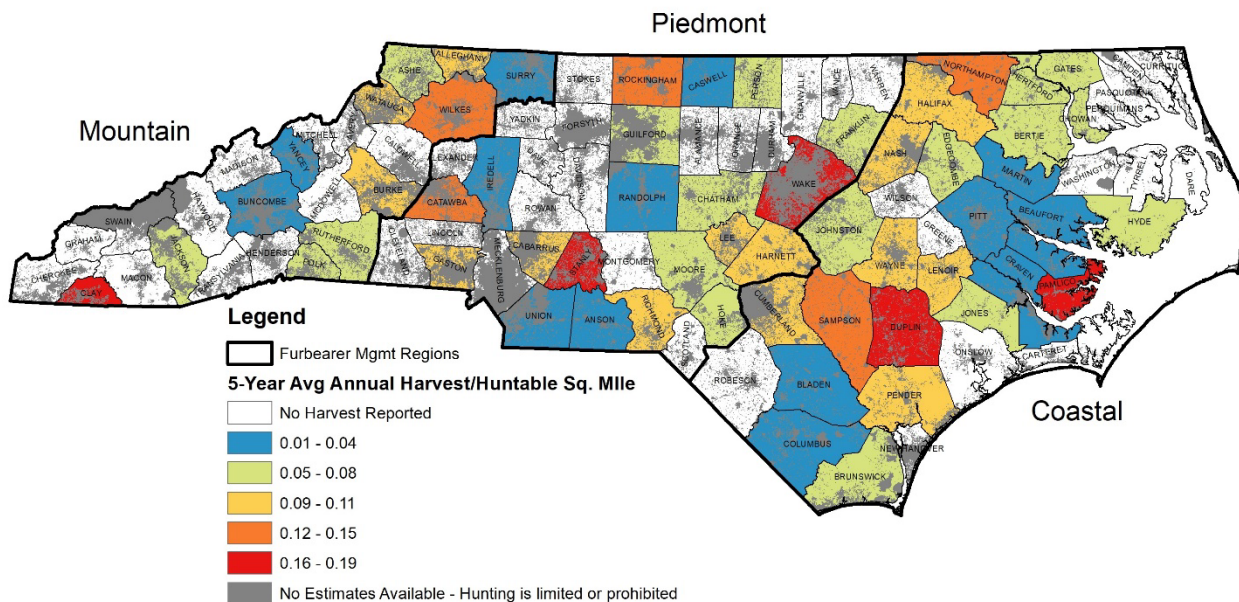 Piedmont
Mountain
Coastal
ASHE
ALLEGHANY
SURRY
STOKES
ROCKINGHAM
CASWELL
PERSON
GRANVILLE
VANCE
WARREN
NORTHAMPTON
HERTFORD
GATES
CAMDEN
CURRITUCK
PASQUOTANK
PERQUIMANS
CHOWAN
HALIFAX
BERTIE
WATAUGA
WILKES
YADKIN
FORSYTH
GUILFORD
ALAMANCE
ORANGE
DURHAM
FRANKLIN
NASH
EDGECOMBE
MARTIN
WASHINGTON
TYRREL
DARE
MITCHELL
AVERY
YANCEY
MADISON
CALDWELL
LEXANDER
IREDELL
DAVIE
DAVIDSON
RANDOLPH
CHATHAM
WAKE
WILSON
PITT
BEAUFORT
HYDE
BUNCOMBE
MCDOWELL
BURKE
CATAWBA
ROWAN
JOHNSTON
GREENE
SWAIN
HAYWOOD
GRAHAM
JACKSON
HENDERSON
RUTHERFORD
POLK
CLEVELAND
LINCOLN
GASTON
MECKLENBURG
CABARRUS
STANLY
MONTGOMERY
MOORE
LEE
HARNETT
WAYNE
LENOIR
CRAVEN
PAMLICO
CHEROKEE
MACON
CLAY
TRANSYLVANIA
UNION
ANSON
RICHMOND
SCOTLAND
HOKE
CUMBERLAND
SAMPSON
DUPLIN
JONES
ONSLOW
CARTERET
ROBESON
BLADEN
PENDER
COLUMBUS
BRUNSWICK
NEW HANOVER
Legend
Furbearer Mgmt Regions
5-Year Avg Annual Harvest/Huntable Sq. MIle
No Harvest Reported
0.01 - 0.04
0.05 - 0.08
0.09 - 0.11
0.12 - 0.15
0.16 - 0.19
No Estimates Available - Hunting is limited or prohibited